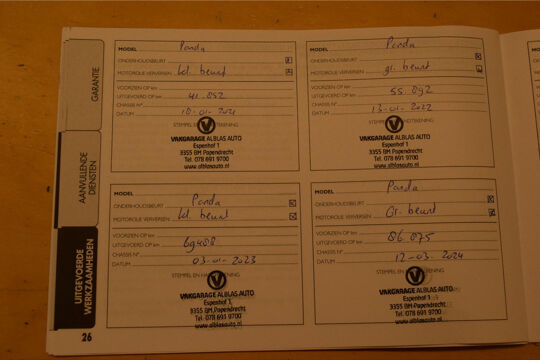 GARANTIE
AANVULLENDE
DIENSTEN
UITGEVOERDE
WERKZAAMHEDEN
MODEL Panda
ONDERHOUDSBEURT
MOTOROLIE VERVERSEN kl. beurt
VOORZIEN OP km
UITGEVOERD OP km 41.052
CHASSIS N°
DATUM 18-01-2021
STEMPEL
VAKGARAGE ALBLAS AUTO
Espenhof 1
3355 BM Papendrecht
Tel. 078 691 9700
www.alblasauto.nl
MODEL Panda
ONDERHOUDSBEURT
MOTOROLIE VERVERSEN gr. beurt
VOORZIEN OP km
UITGEVOERD OP km 55.892
CHASSIS N°
DATUM 13-01-2022
VAKGARAGE ALBLAS AUTO
Espenhof 1
3355 BM Papendrecht
Tel. 078 691 9700
www.alblasauto.nl
MODEL Panda
ONDERHOUDSBEURT
MOTOROLIE VERVERSEN kl. beurt
VOORZIEN OP km
UITGEVOERD OP km 69488
CHASSIS N°
DATUM 03-01-2023
STEMPEL EN HANDTEKENING
VAKGARAGE ALBLAS AUTO
Espenhof 1
3355 BM Papendrecht
Tel. 078 691 9700
www.alblasauto.nl
MODEL Panda
ONDERHOUDSBEURT
MOTOROLIE VERVERSEN Gr. beurt
VOORZIEN OP km
UITGEVOERD OP km 86.075
CHASSIS N°
DATUM 12-03-2024
STEMPEL EN HANDTEKENING
VAKGARAGE ALBLAS AUTO
Espenhof 1
3355 BM Papendrecht
Tel. 078 691 9700
www.alblasauto.nl
26